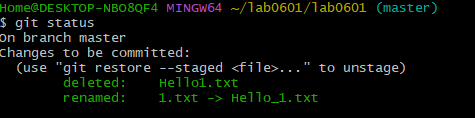 Home@DESKTOP-NBO8QF4 MINGW64 ~/lab0601/lab0601 (master)
$ git status
On branch master
Changes to be committed:
  (use "git restore --staged <file>..." to unstage)
        deleted:    Hello1.txt
        renamed:    1.txt -> Hello_1.txt